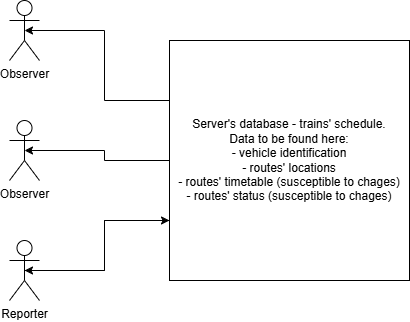 Observer
Server's database - trains' schedule.
Data to be found here:
- vehicle identification
- routes' locations
- routes' timetable (susceptible to chages)
- routes' status (susceptible to chages)
Observer
Reporter